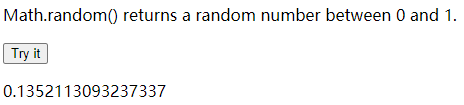 Math.random() returns a random number between 0 and 1.
Try it
0.1352113093237337